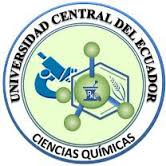 UNIVERSIDAD CENTRAL DEL ECUADOR
CIENCIAS QUÍMICAS